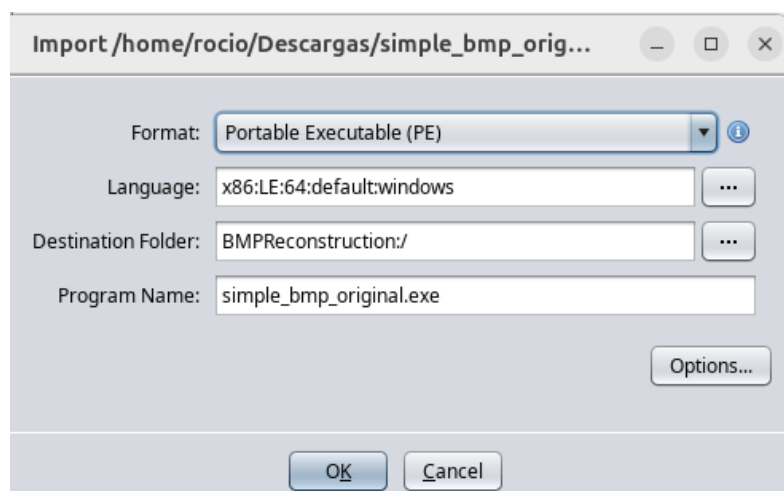 Import /home/rocio/Descargas/simple_bmp_orig...
Format: Portable Executable (PE)
Language: x86:LE:64:default:windows ...
Destination Folder: BMPReconstruction:/ ...
Program Name: simple_bmp_original.exe
Options...
OK Cancel